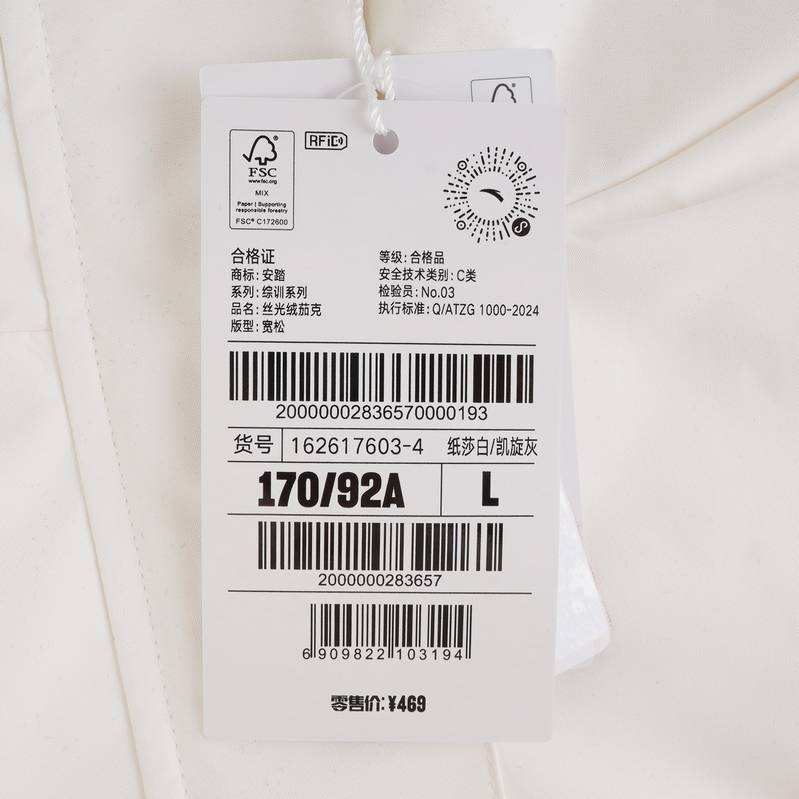 RFiD
FSC®
www.fsc.org
MIX
Paper | Supporting
responsible forestry
FSC® C172600
合格证
商标: 安踏
系列: 综训系列
品名: 丝光绒茄克
版型: 宽松
等级: 合格品
安全技术类别: C类
检验员: No.03
执行标准: Q/ATZG 1000-2024
20000002836570000193
货号 162617603-4 纸莎白/凯旋灰
170/92A L
2000000283657
6 909822 103194
零售价: ¥469